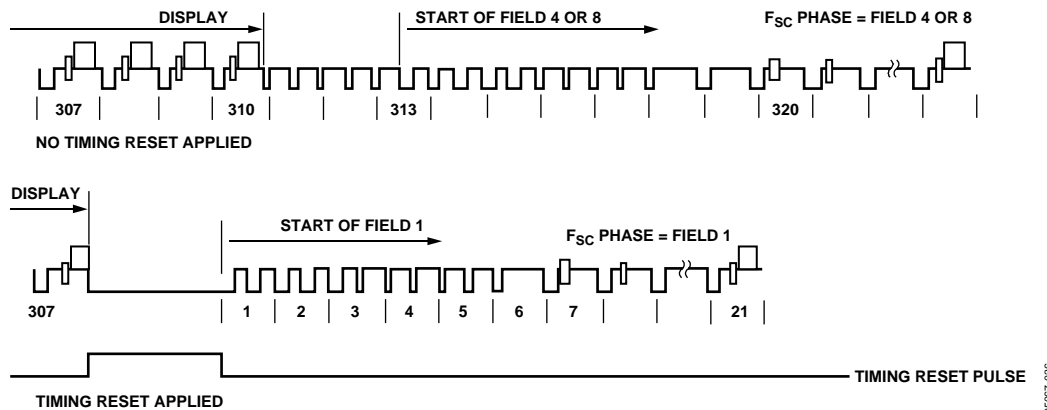 DISPLAY
START OF FIELD 4 OR 8
FSC PHASE = FIELD 4 OR 8
307 310 313 320
NO TIMING RESET APPLIED
DISPLAY
START OF FIELD 1
FSC PHASE = FIELD 1
307 1 2 3 4 5 6 7 21
TIMING RESET PULSE
TIMING RESET APPLIED